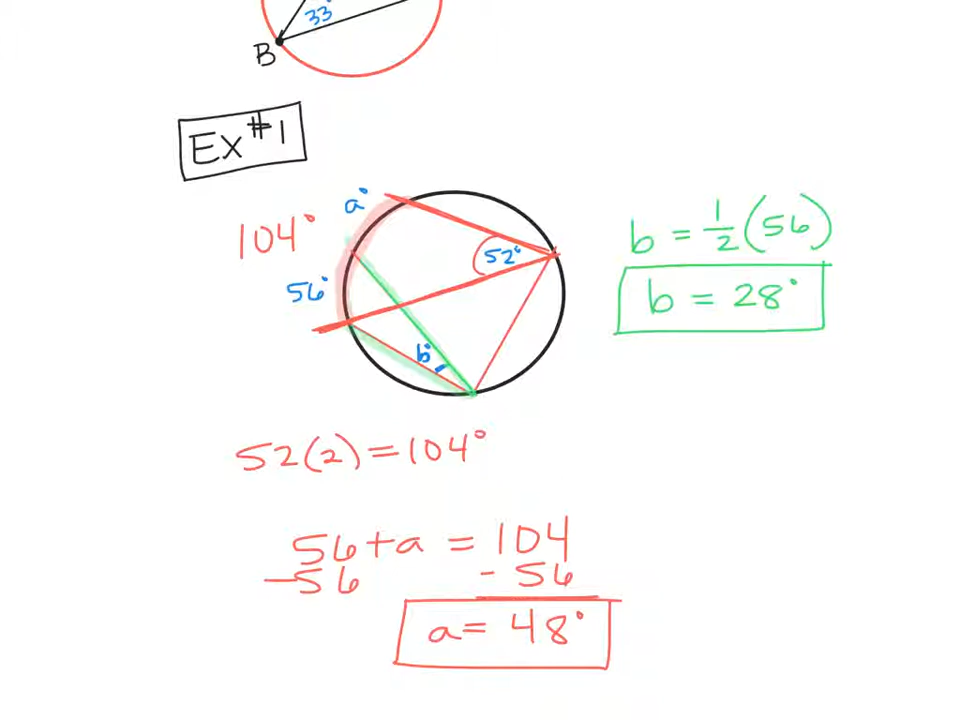 33°
B
Ex #1
a°
104°
52°
56°
b°
b = 1/2 (56)
b = 28°
52(2) = 104°
56 + a = 104
-56 - 56
a = 48°